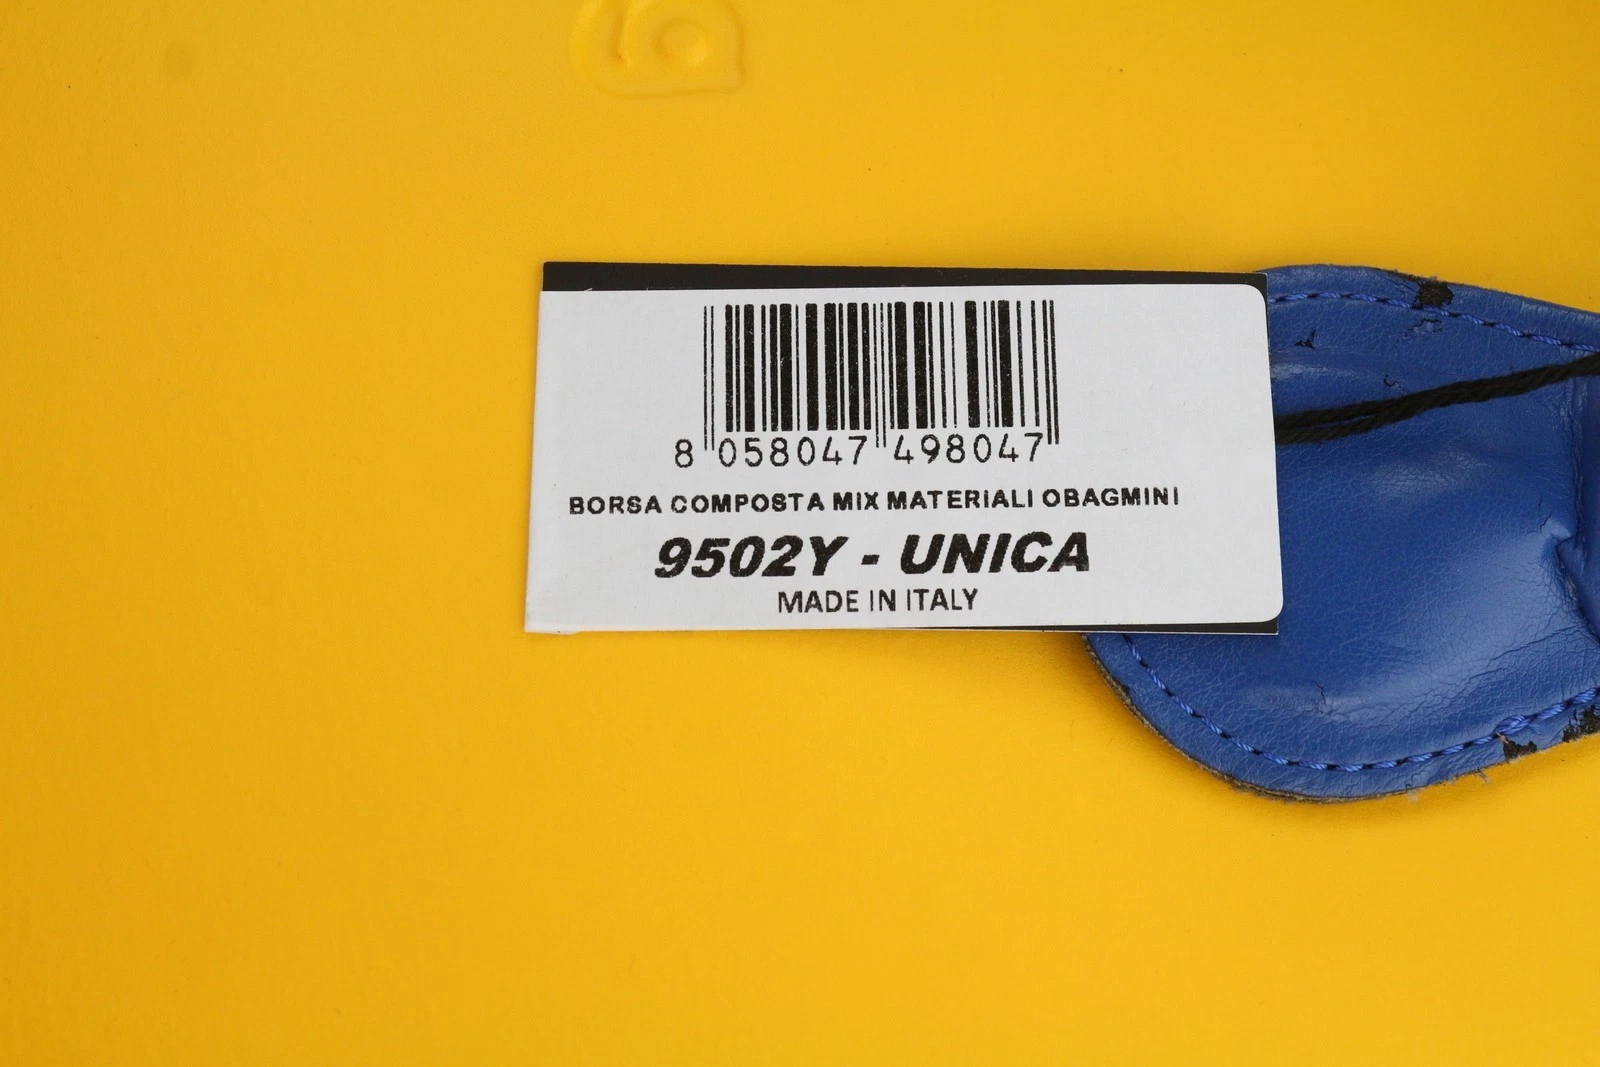 8 058047 498047
BORSA COMPOSTA MIX MATERIALI OBAGMINI
9502Y - UNICA
MADE IN ITALY